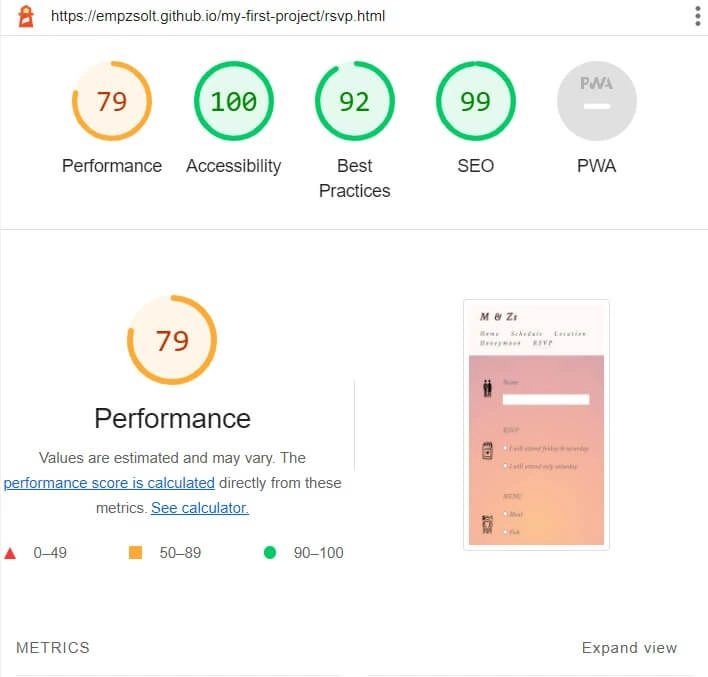 https://empzsolt.github.io/my-first-project/rsvp.html
79
100
92
99
PWA
Performance
Accessibility
Best
Practices
SEO
PWA
79
Performance
Values are estimated and may vary. The
performance score is calculated directly from these
metrics. See calculator.
0–49
50–89
90–100
M & Zs
Home Schedule Location
Honeymoon RSVP
Name
RSVP
I will attend friday & saturday
I will attend only saturday
MENU
Meat
Fish
METRICS
Expand view